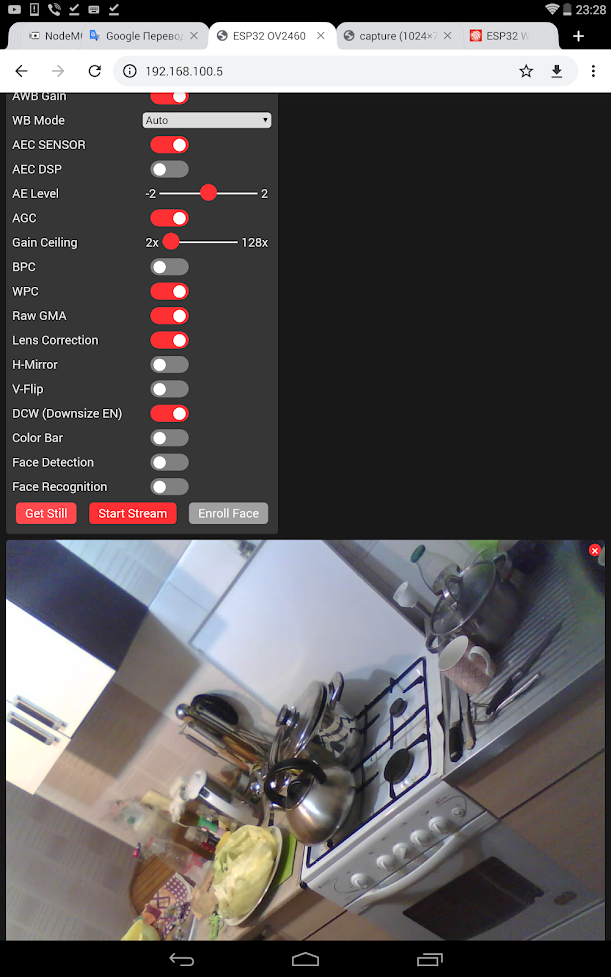 23:28
NodeM
Google Перевод
ESP32 OV2460
capture (1024×7
ESP32 W
192.168.100.5
AWB Gain
WB Mode Auto
AEC SENSOR
AEC DSP
AE Level -2 2
AGC
Gain Ceiling 2x 128x
BPC
WPC
Raw GMA
Lens Correction
H-Mirror
V-Flip
DCW (Downsize EN)
Color Bar
Face Detection
Face Recognition
Get Still Start Stream Enroll Face